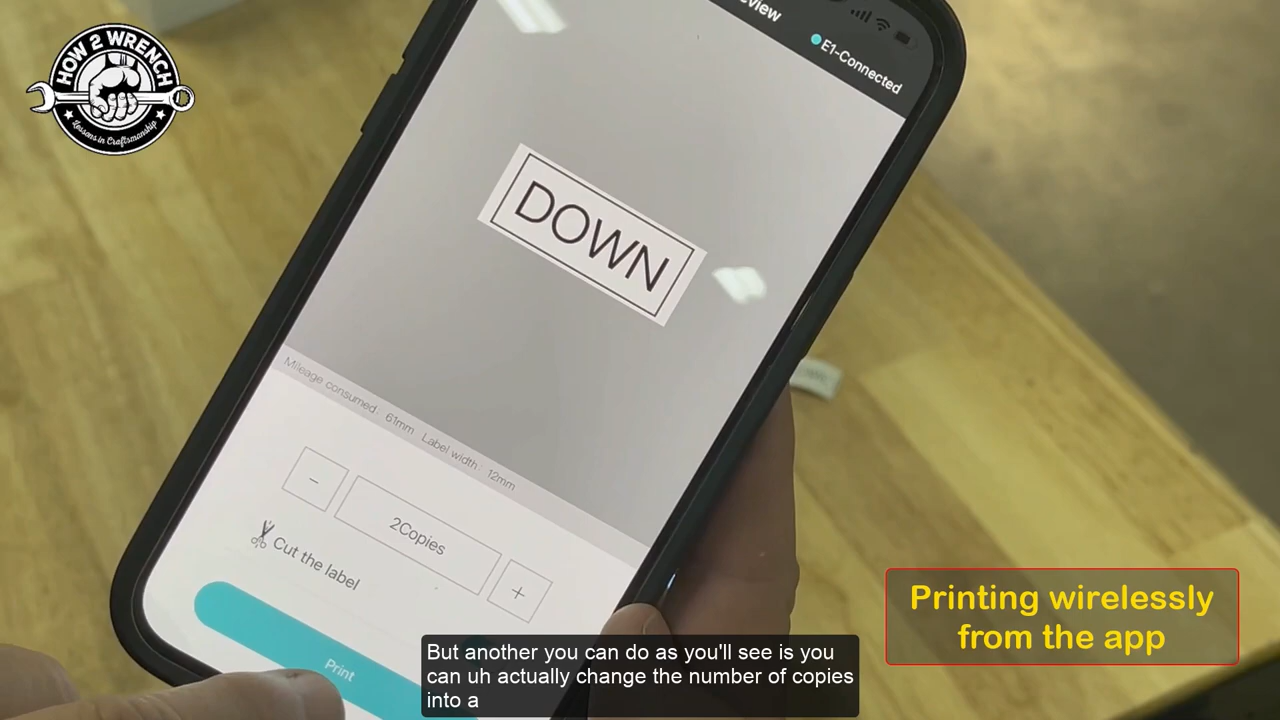 HOW 2 WRENCH
Lessons in Craftsmanship
E1-Connected
DOWN
Mileage consumed: 61mm Label width: 12mm
−
2Copies
+
Cut the label
Print
Printing wirelessly
from the app
But another you can do as you'll see is you
can uh actually change the number of copies
into a